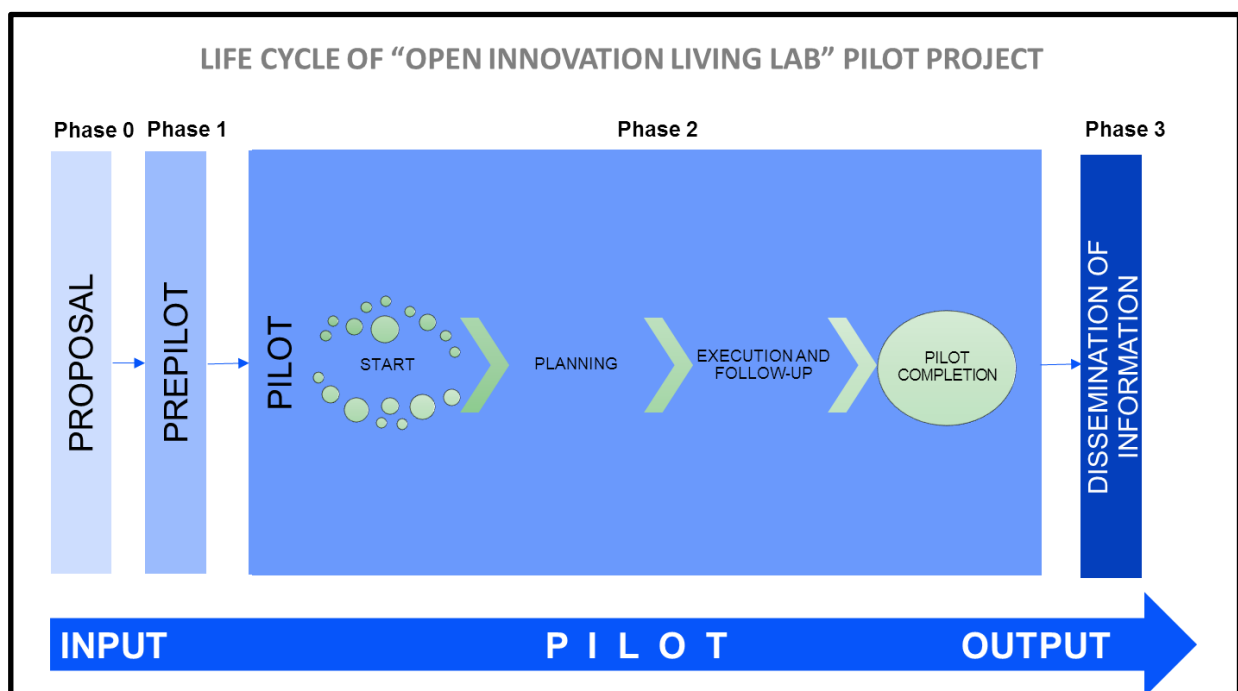 LIFE CYCLE OF “OPEN INNOVATION LIVING LAB” PILOT PROJECT
Phase 0
Phase 1
Phase 2
Phase 3
PROPOSAL
PREPILOT
PILOT
START
PLANNING
EXECUTION AND
FOLLOW-UP
PILOT
COMPLETION
DISSEMINATION OF
INFORMATION
INPUT
P I L O T
OUTPUT